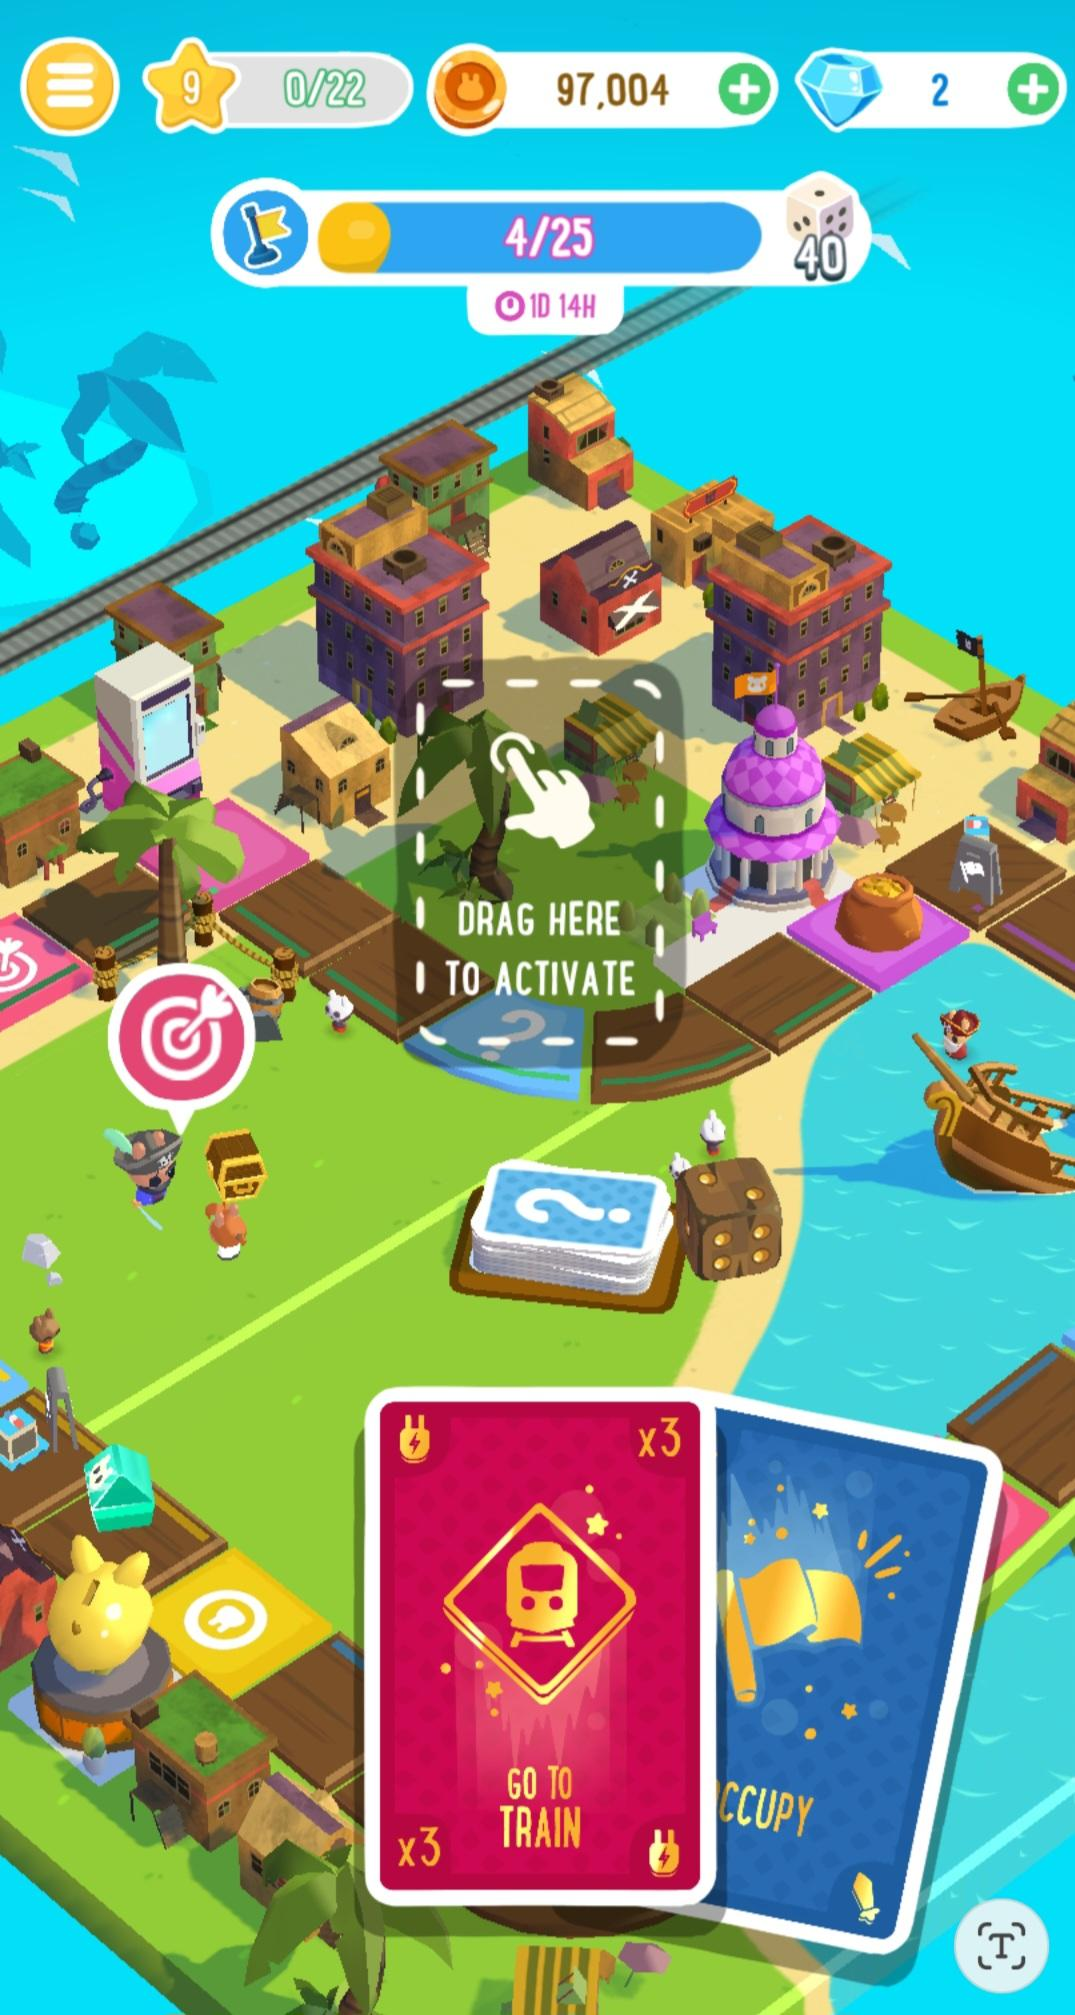 9
0/22
97,004
2
4/25
40
1D 14H
DRAG HERE
TO ACTIVATE
?
?
x3
GO TO
TRAIN
x3
CCUPY
T